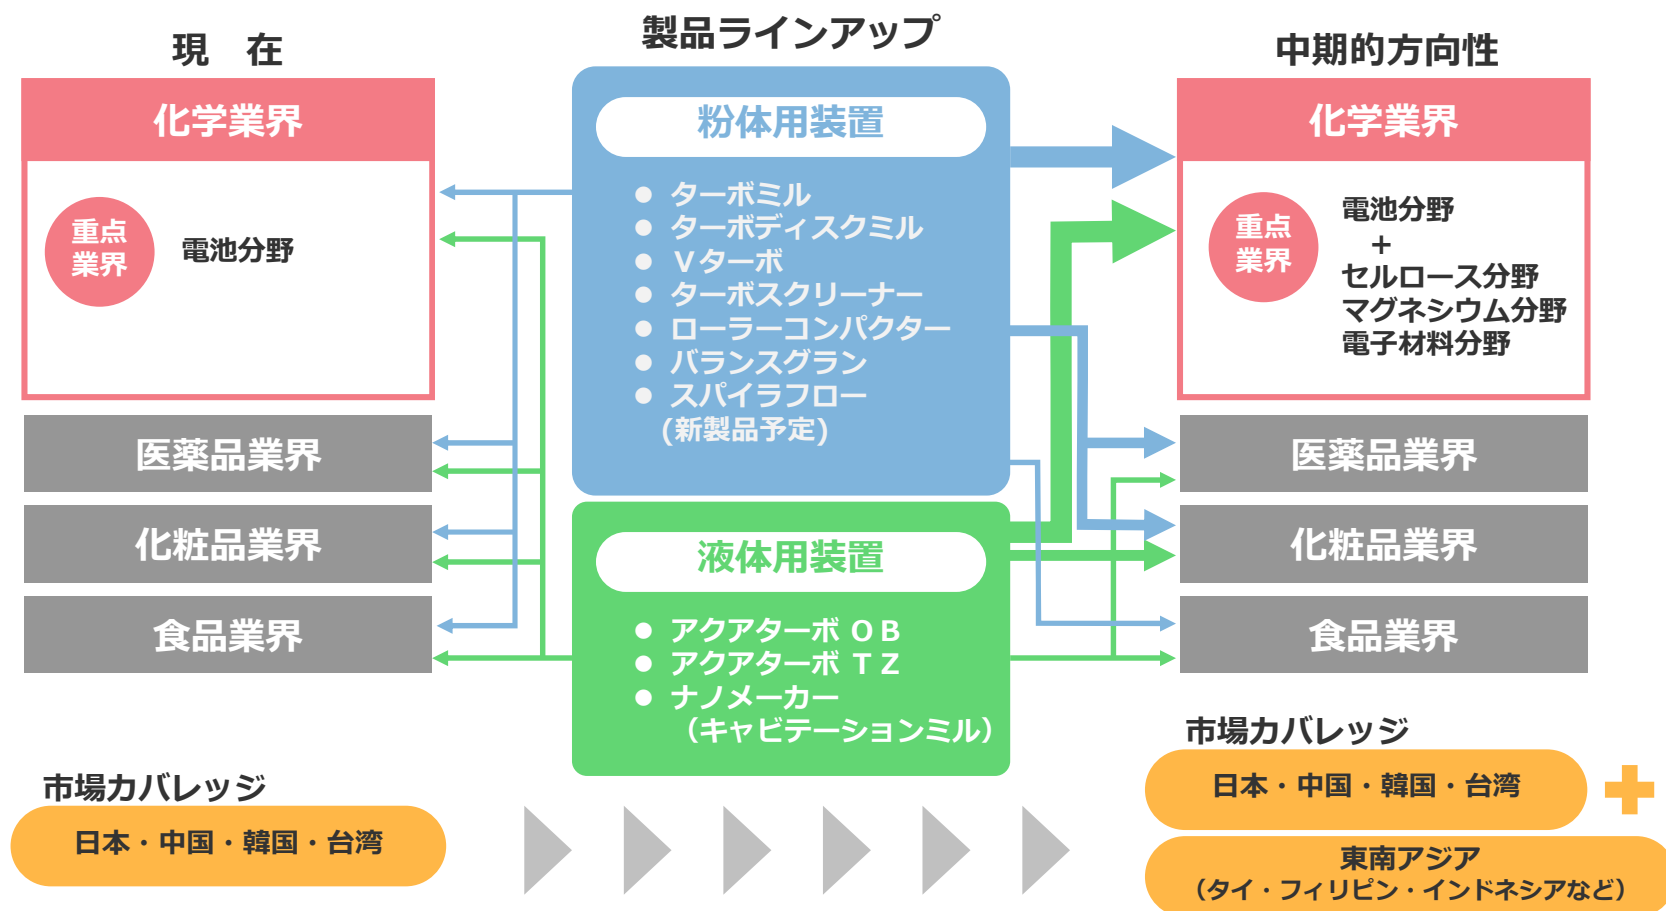 現　在
化学業界
重点
業界
電池分野
医薬品業界
化粧品業界
食品業界
市場カバレッジ
日本・中国・韓国・台湾
製品ラインアップ
粉体用装置
● ターボミル
● ターボディスクミル
● Ｖターボ
● ターボスクリーナー
● ローラーコンパクター
● バランスグラン
● スパイラフロー
(新製品予定)
液体用装置
● アクアターボ ＯＢ
● アクアターボ ＴＺ
● ナノメーカー
（キャビテーションミル）
中期的方向性
化学業界
重点
業界
電池分野
+
セルロース分野
マグネシウム分野
電子材料分野
医薬品業界
化粧品業界
食品業界
市場カバレッジ
日本・中国・韓国・台湾
東南アジア
（タイ・フィリピン・インドネシアなど）